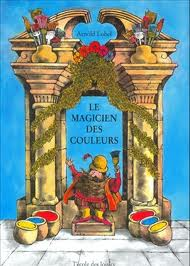 Arnold Lobel
LE
MAGICIEN
DES
COULEURS
l'école des loisirs